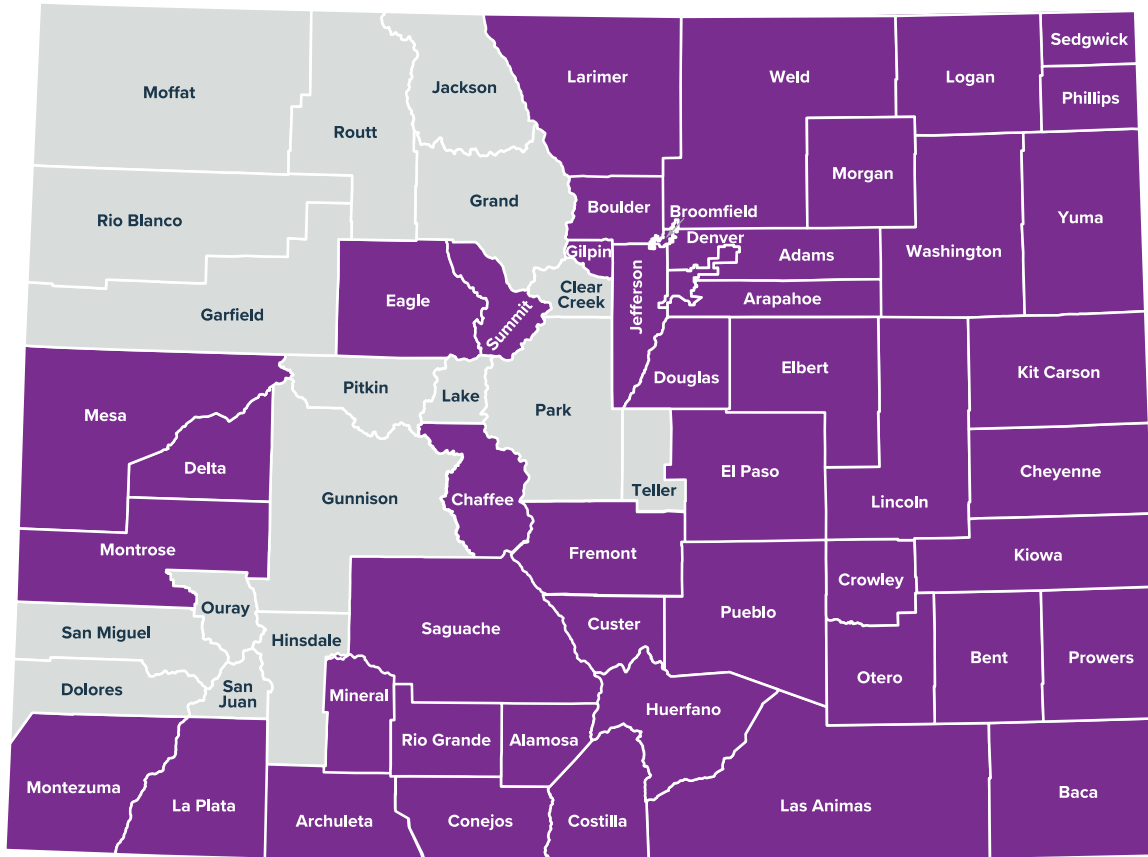 Sedgwick
Larimer
Weld
Logan
Jackson
Moffat
Phillips
Routt
Morgan
Grand
Boulder
Broomfield
Yuma
Rio Blanco
Denver
Gilpin
Adams
Washington
Clear
Creek
Eagle
Arapahoe
Garfield
Summit
Jefferson
Elbert
Kit Carson
Douglas
Pitkin
Lake
Park
Mesa
Delta
El Paso
Cheyenne
Gunnison
Chaffee
Teller
Lincoln
Montrose
Fremont
Kiowa
Crowley
Ouray
Pueblo
San Miguel
Saguache
Custer
Hinsdale
Bent
Prowers
Otero
Dolores
San
Juan
Mineral
Huerfano
Rio Grande
Alamosa
Montezuma
La Plata
Las Animas
Baca
Archuleta
Conejos
Costilla